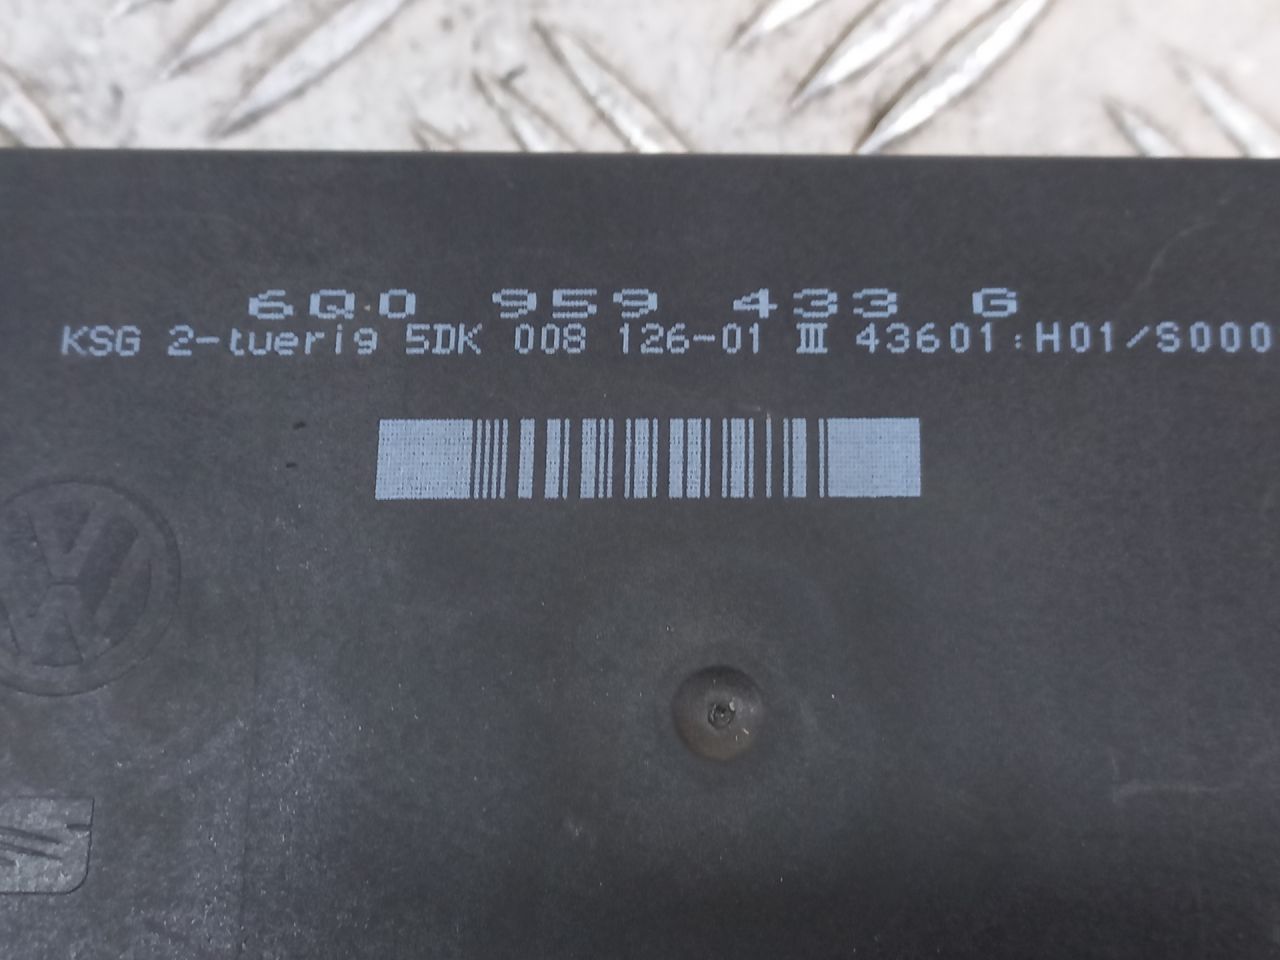 6Q0 959 433 G
KSG 2-tuerig 5DK 008 126-01 III 43601:H01/S000